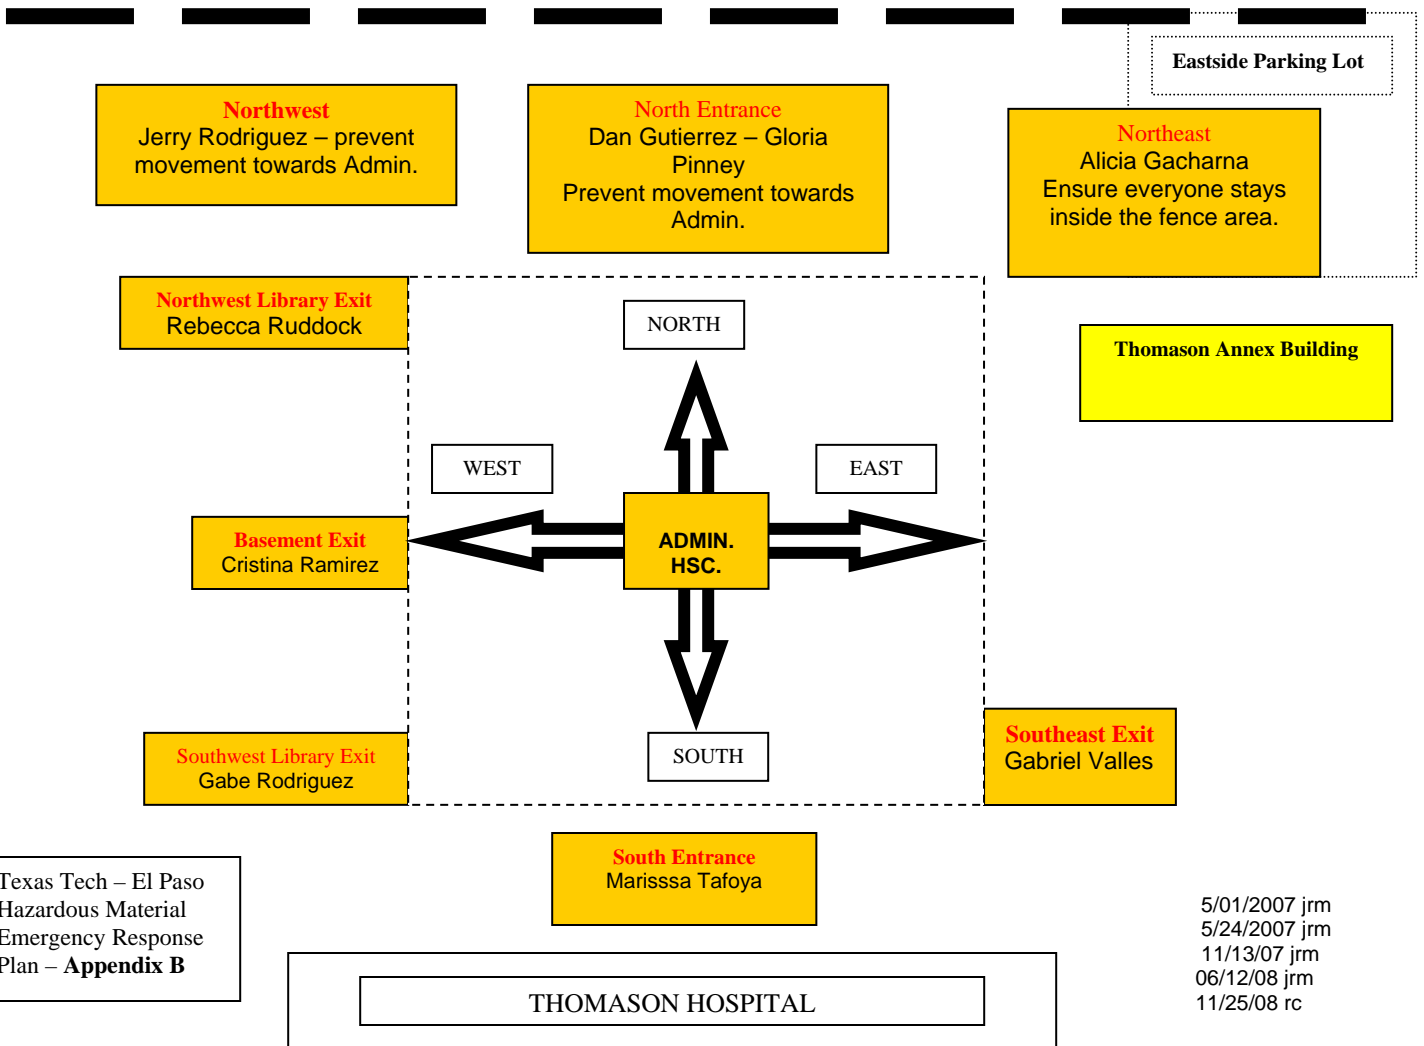 Eastside Parking Lot
Northwest
Jerry Rodriguez – prevent
movement towards Admin.
North Entrance
Dan Gutierrez – Gloria
Pinney
Prevent movement towards
Admin.
Northeast
Alicia Gacharna
Ensure everyone stays
inside the fence area.
Northwest Library Exit
Rebecca Ruddock
NORTH
Thomason Annex Building
WEST
EAST
Basement Exit
Cristina Ramirez
ADMIN.
HSC.
Southwest Library Exit
Gabe Rodriguez
SOUTH
Southeast Exit
Gabriel Valles
South Entrance
Marisssa Tafoya
Texas Tech – El Paso
Hazardous Material
Emergency Response
Plan – Appendix B
5/01/2007 jrm
5/24/2007 jrm
11/13/07 jrm
06/12/08 jrm
11/25/08 rc
THOMASON HOSPITAL